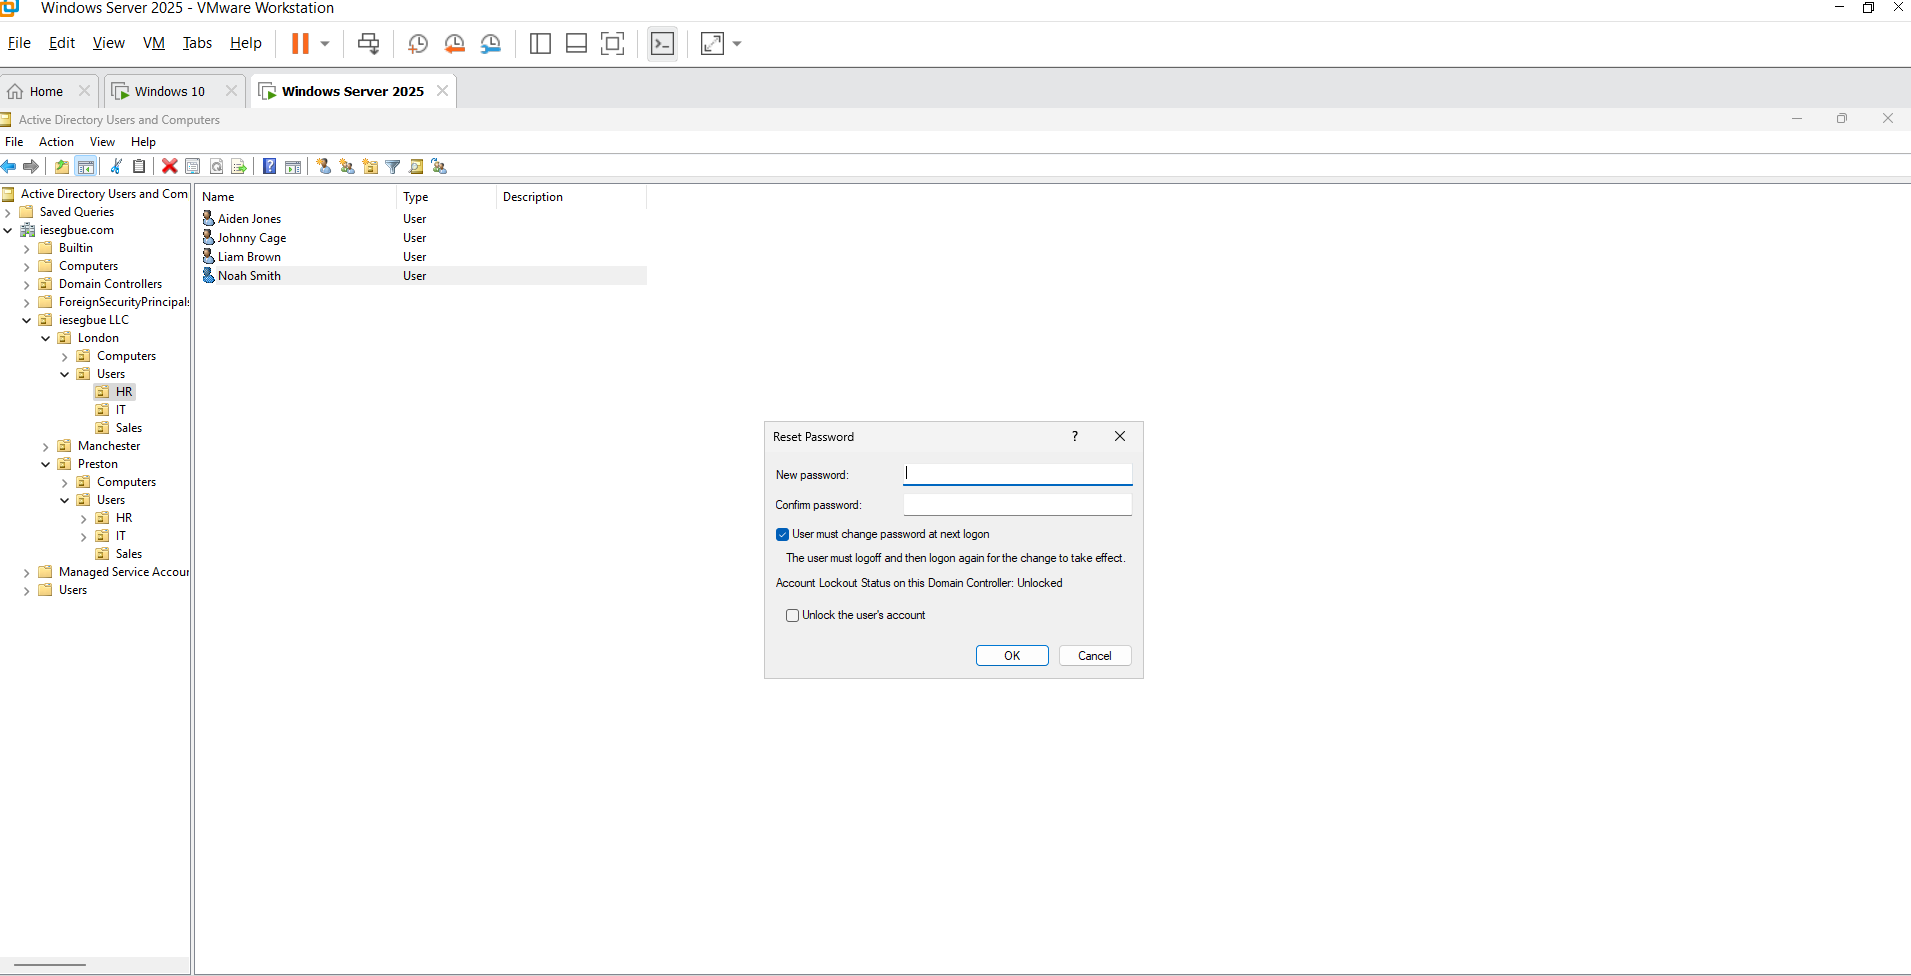 Windows Server 2025 - VMware Workstation
File Edit View VM Tabs Help
Home Windows 10 Windows Server 2025
Active Directory Users and Computers
File Action View Help
Active Directory Users and Com
Saved Queries
iesegbue.com
Builtin
Computers
Domain Controllers
ForeignSecurityPrincipals
iesegbue LLC
London
Computers
Users
HR
IT
Sales
Manchester
Preston
Computers
Users
HR
IT
Sales
Managed Service Accour
Users
Name Type Description
Aiden Jones User
Johnny Cage User
Liam Brown User
Noah Smith User
Reset Password ?
New password:
Confirm password:
User must change password at next logon
The user must logoff and then logon again for the change to take effect.
Account Lockout Status on this Domain Controller: Unlocked
Unlock the user's account
OK Cancel